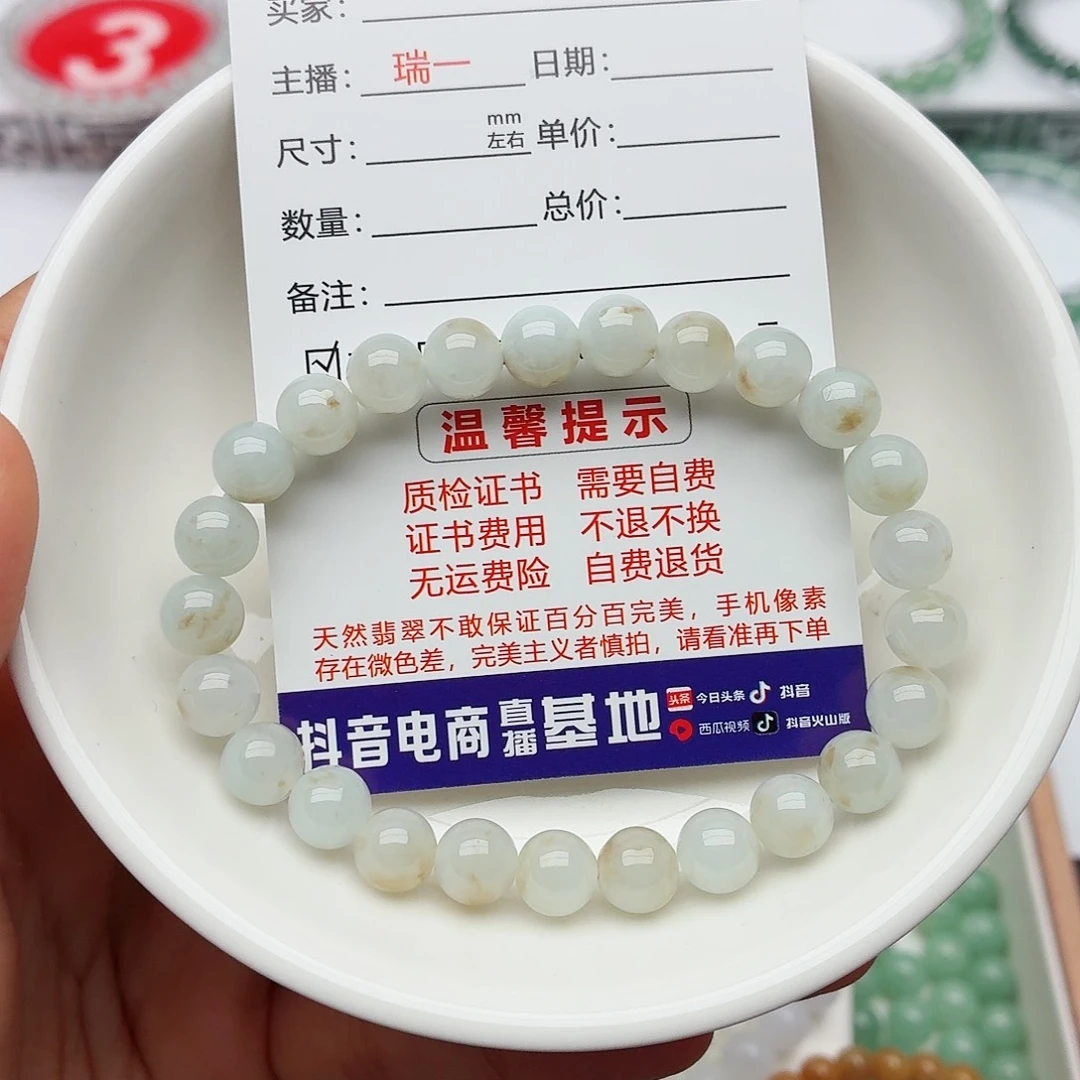 3
买家:
主播: 瑞一 日期:
尺寸: mm左右 单价:
数量: 总价:
备注:
温馨提示
质检证书 需要自费
证书费用 不退不换
无运费险 自费退货
天然翡翠不敢保证百分百完美，手机像素
存在微色差，完美主义者慎拍，请看准再下单
抖音电商直播基地 头条 今日头条 抖音
西瓜视频 抖音火山版